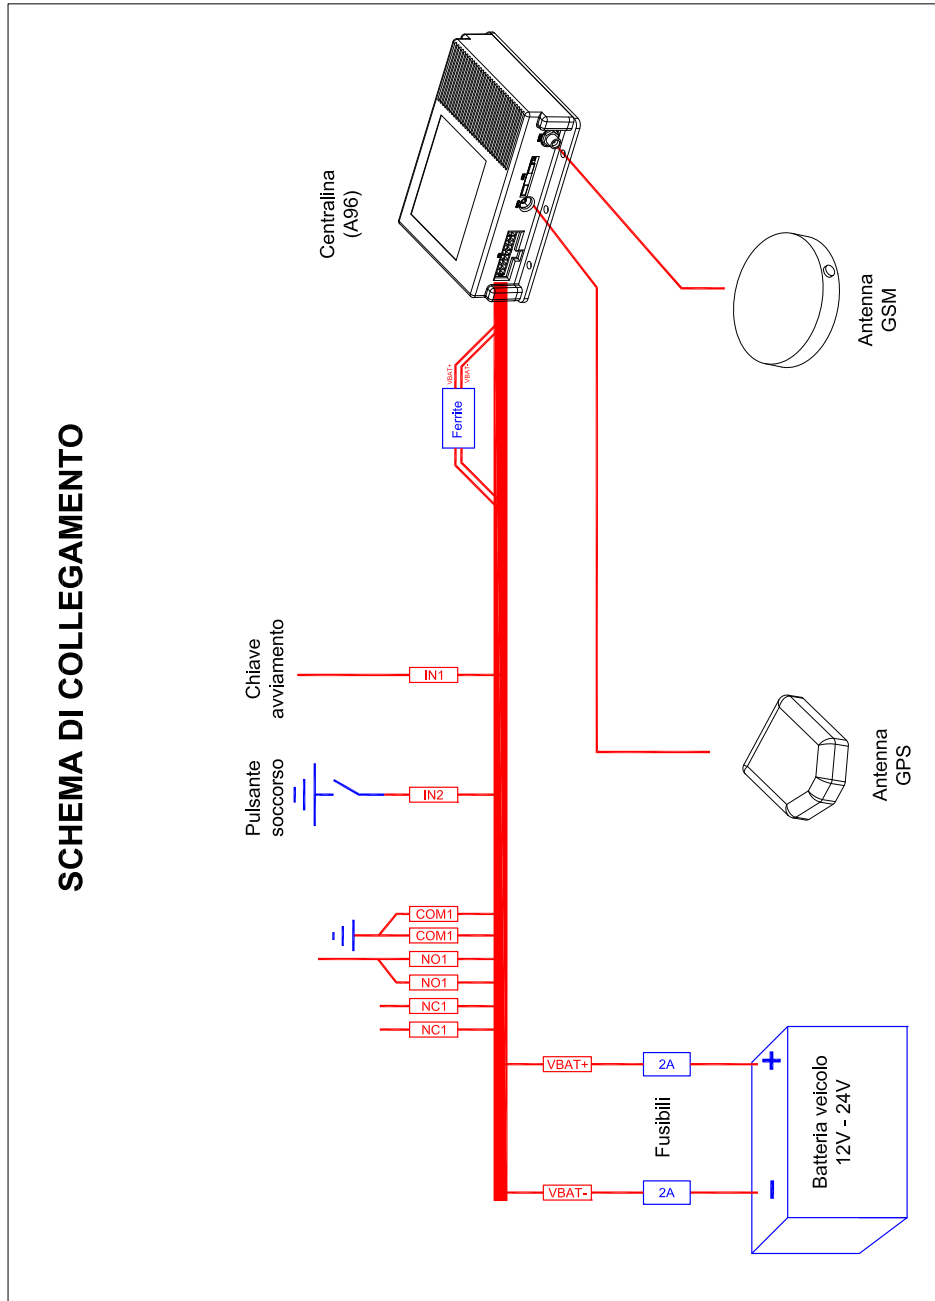 SCHEMA DI COLLEGAMENTO
Pulsante
soccorso
Chiave
avviamento
Centralina
(A96)
NC1
NC1
NO1
NO1
COM1
COM1
IN2
IN1
Ferrite
VBAT+
VBAT-
VBAT-
VBAT+
2A
Fusibili
2A
Batteria veicolo
12V - 24V
-
+
Antenna
GPS
Antenna
GSM